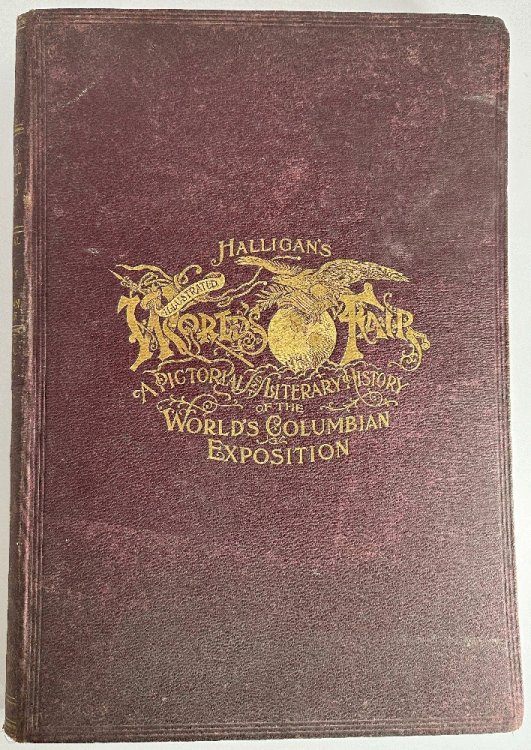 HALLIGAN'S
ILLUSTRATED
WORLD'S FAIR
A PICTORIAL AND LITERARY HISTORY
OF THE
WORLD'S COLUMBIAN
EXPOSITION